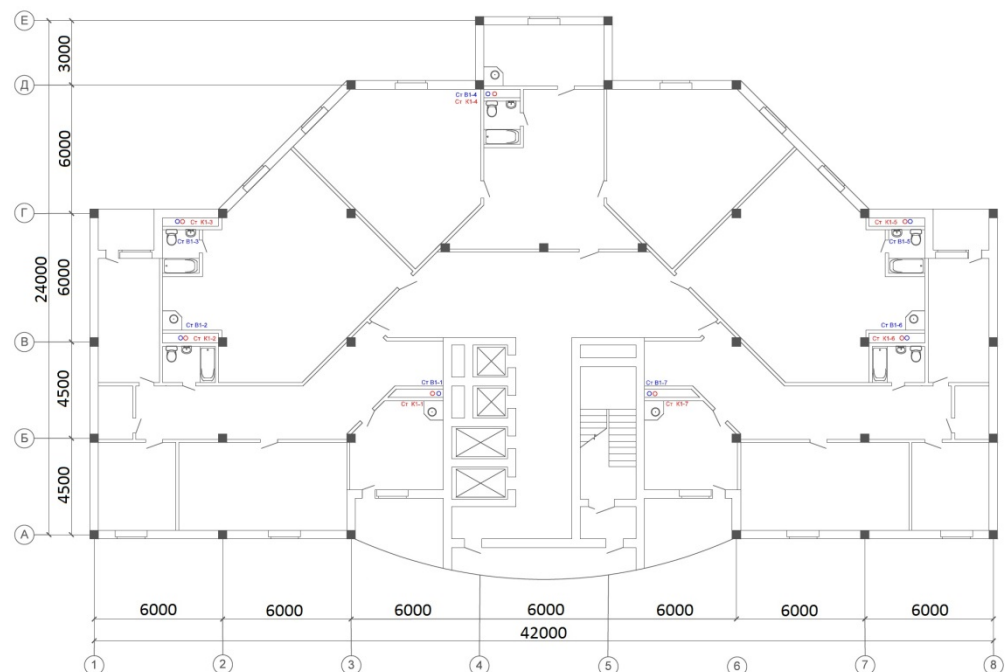 Е
Д
Г
В
Б
А
3000
6000
6000
4500
4500
24000
Ст В1-4
Ст К1-4
Ст К1-3
Ст В1-3
Ст К1-5
Ст В1-5
Ст В1-2
Ст К1-2
Ст В1-6
Ст К1-6
Ст В1-1
Ст К1-1
Ст В1-7
Ст К1-7
6000 6000 6000 6000 6000 6000 6000
42000
1 2 3 4 5 6 7 8